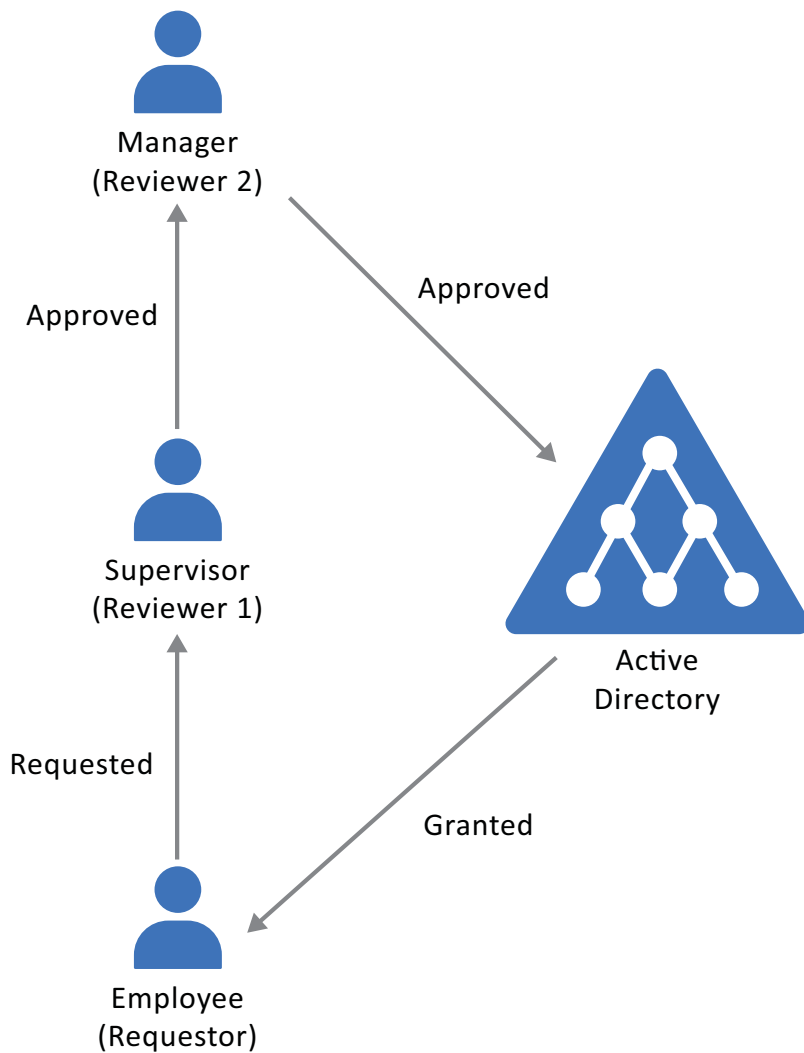 Manager
(Reviewer 2)
Approved
Approved
Supervisor
(Reviewer 1)
Active
Directory
Requested
Granted
Employee
(Requestor)